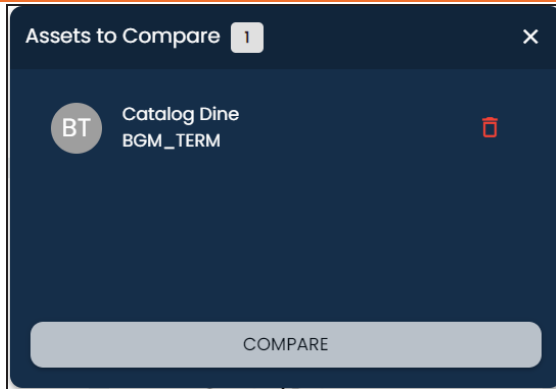 Assets to Compare 1
BT
Catalog Dine
BGM_TERM
COMPARE